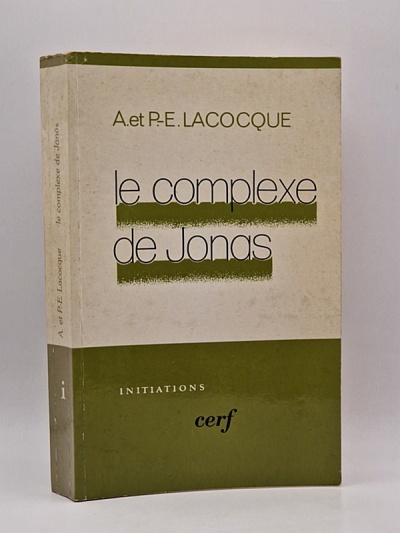 A. et P.-E. LACOCQUE
le complexe
de Jonas
INITIATIONS
cerf
A. et P.-E. Lacocque le complexe de Jonas
i